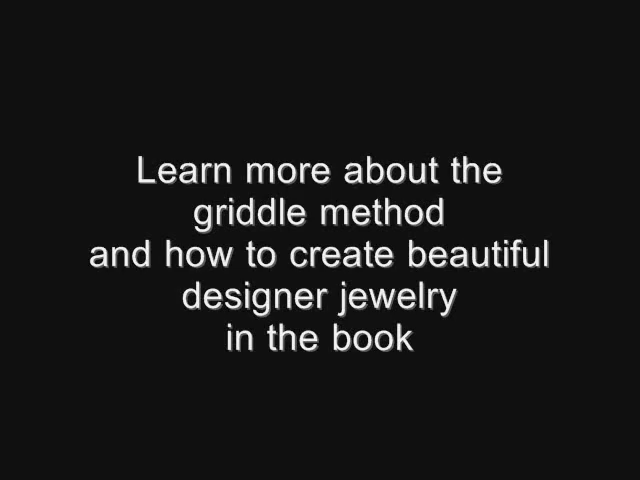 Learn more about the
griddle method
and how to create beautiful
designer jewelry
in the book